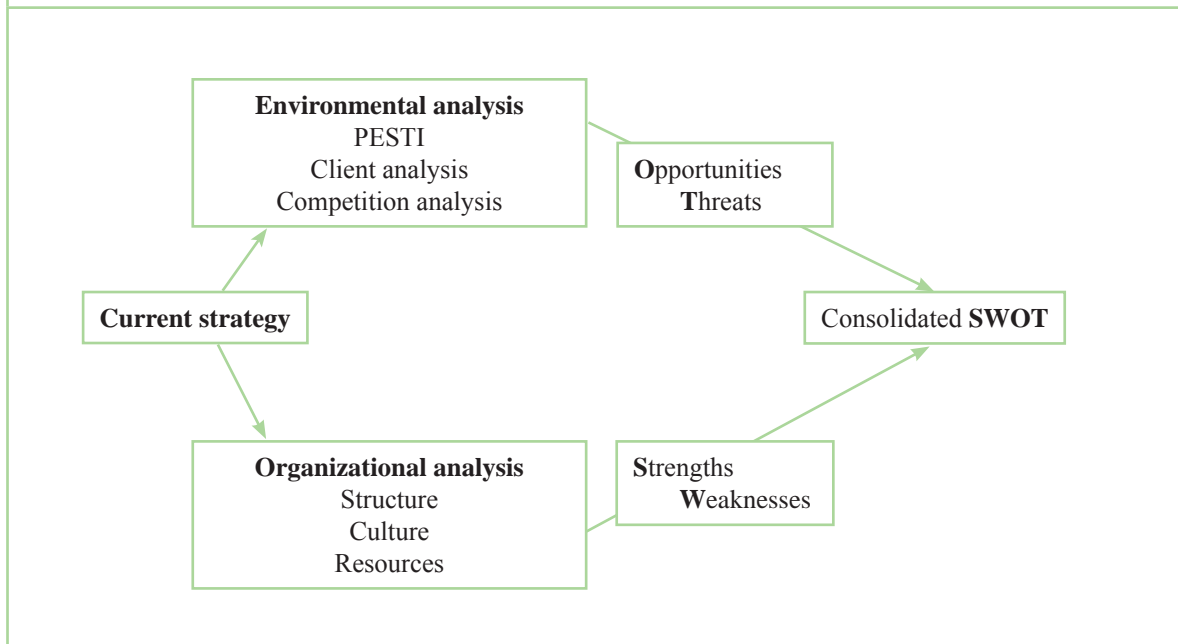 Environmental analysis
PESTI
Client analysis
Competition analysis
Opportunities
Threats
Current strategy
Consolidated SWOT
Organizational analysis
Structure
Culture
Resources
Strengths
Weaknesses